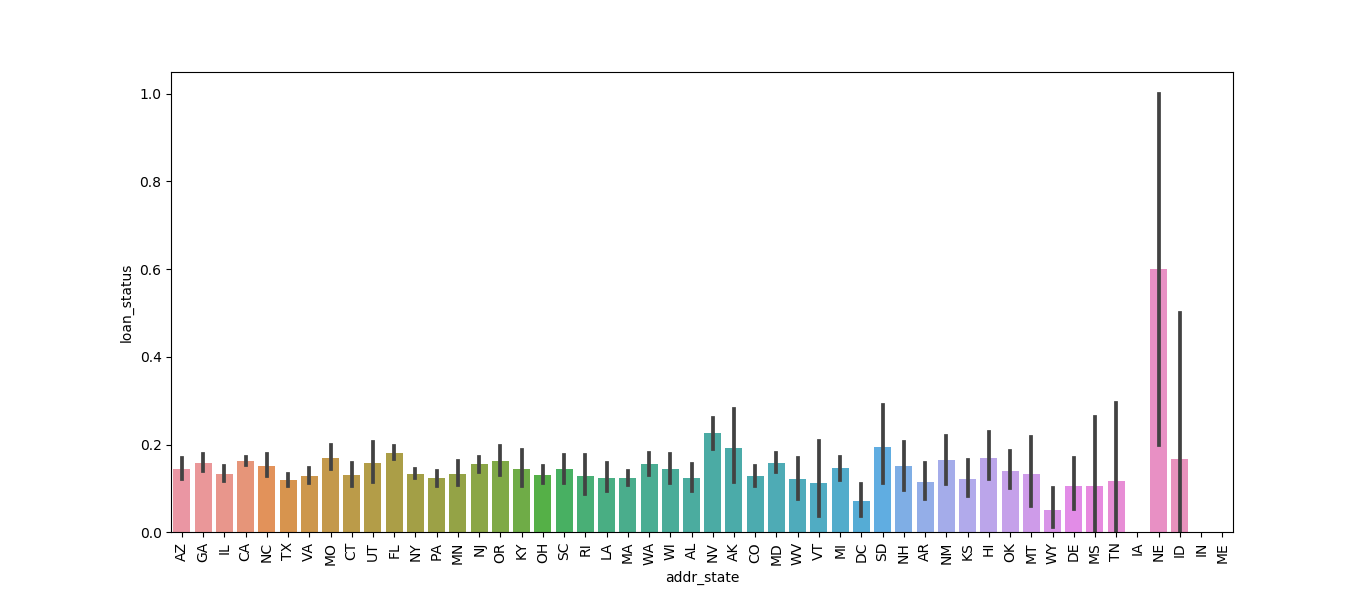 1.0
0.8
0.6
0.4
0.2
0.0
loan_status
AZ GA IL CA NC TX VA MO CT UT FL NY PA MN NJ OR KY OH SC RI LA MA WA WI AL NV AK CO MD WV VT MI DC SD NH AR NM KS HI OK MT WY DE MS TN IA NE ID IN ME
addr_state